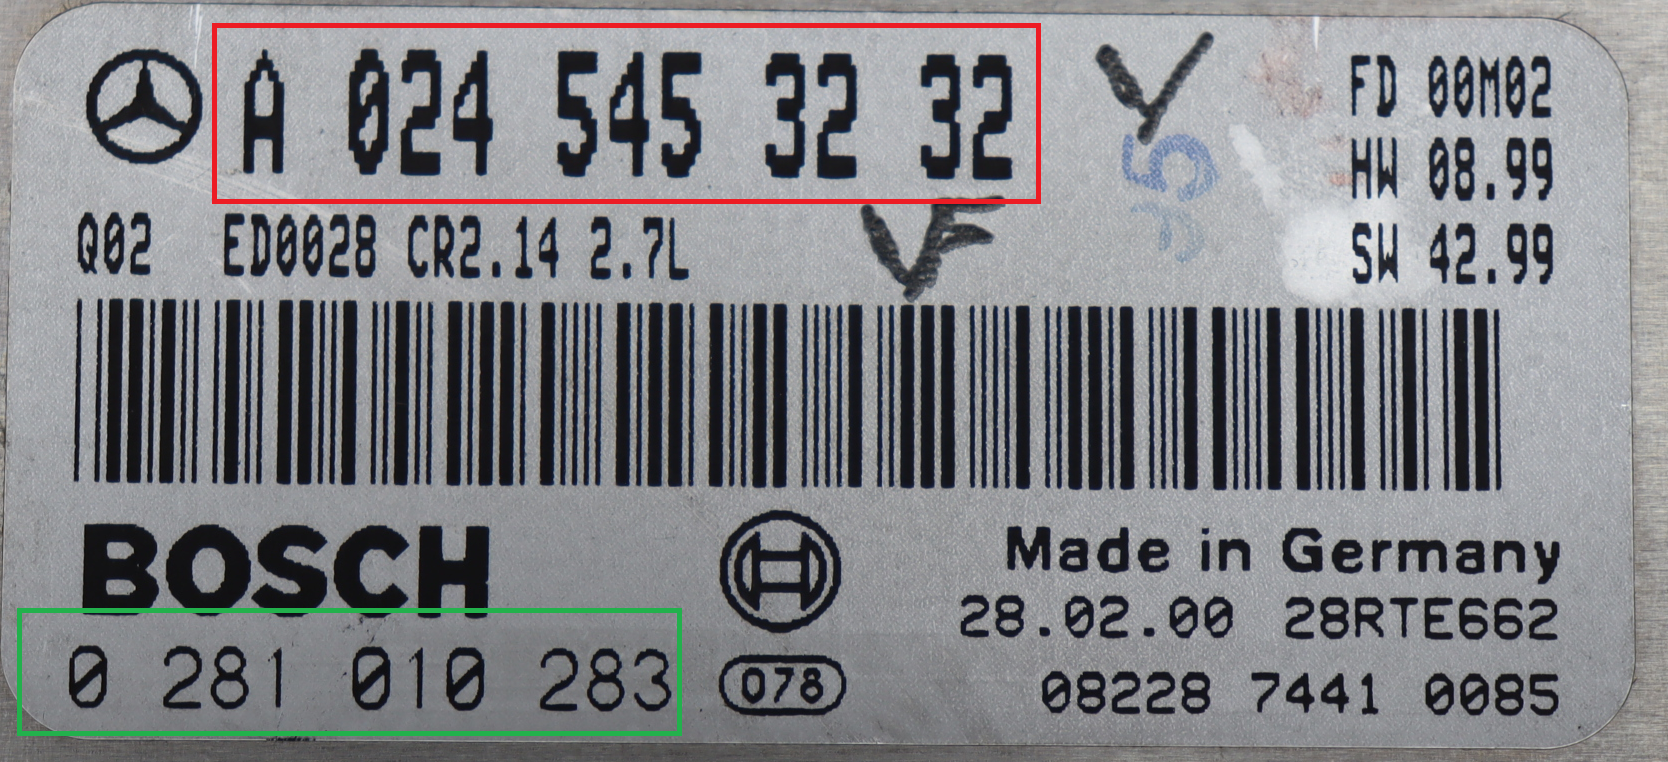 A 024 545 32 32
FD 00M02
HW 08.99
SW 42.99
Q02 ED0028 CR2.14 2.7L
VF
BOSCH
Made in Germany
28.02.00 28RTE662
0 281 010 283
078
08228 7441 0085